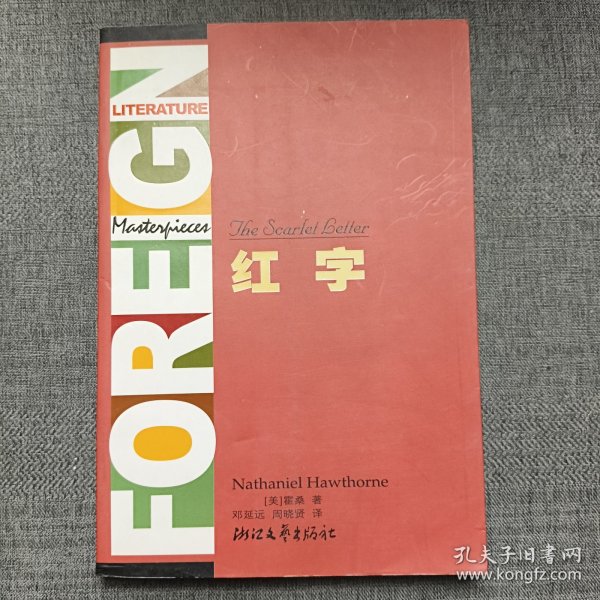 FOREIGN
LITERATURE
Masterpieces
The Scarlet Letter
红字
Nathaniel Hawthorne
[美]霍桑 著
邓延远 周晓贤 译
浙江文艺出版社
孔夫子旧书网
www.kongfz.com